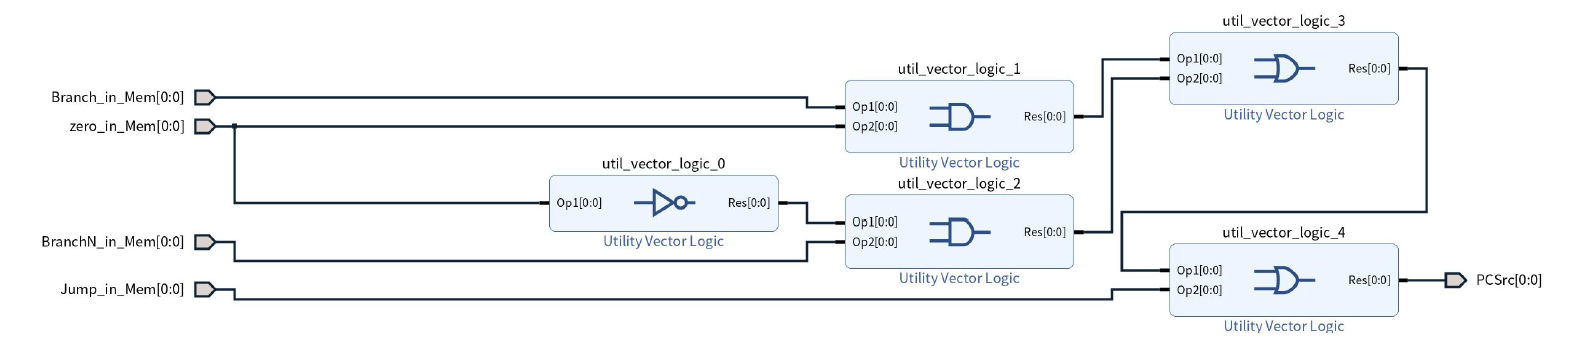 util_vector_logic_3
Op1[0:0]
Op2[0:0]
Res[0:0]
Utility Vector Logic
util_vector_logic_1
Branch_in_Mem[0:0]
zero_in_Mem[0:0]
Op1[0:0]
Op2[0:0]
Res[0:0]
Utility Vector Logic
util_vector_logic_0
Op1[0:0]
Res[0:0]
Utility Vector Logic
util_vector_logic_2
Op1[0:0]
Op2[0:0]
Res[0:0]
Utility Vector Logic
BranchN_in_Mem[0:0]
Jump_in_Mem[0:0]
util_vector_logic_4
Op1[0:0]
Op2[0:0]
Res[0:0]
Utility Vector Logic
PCSrc[0:0]